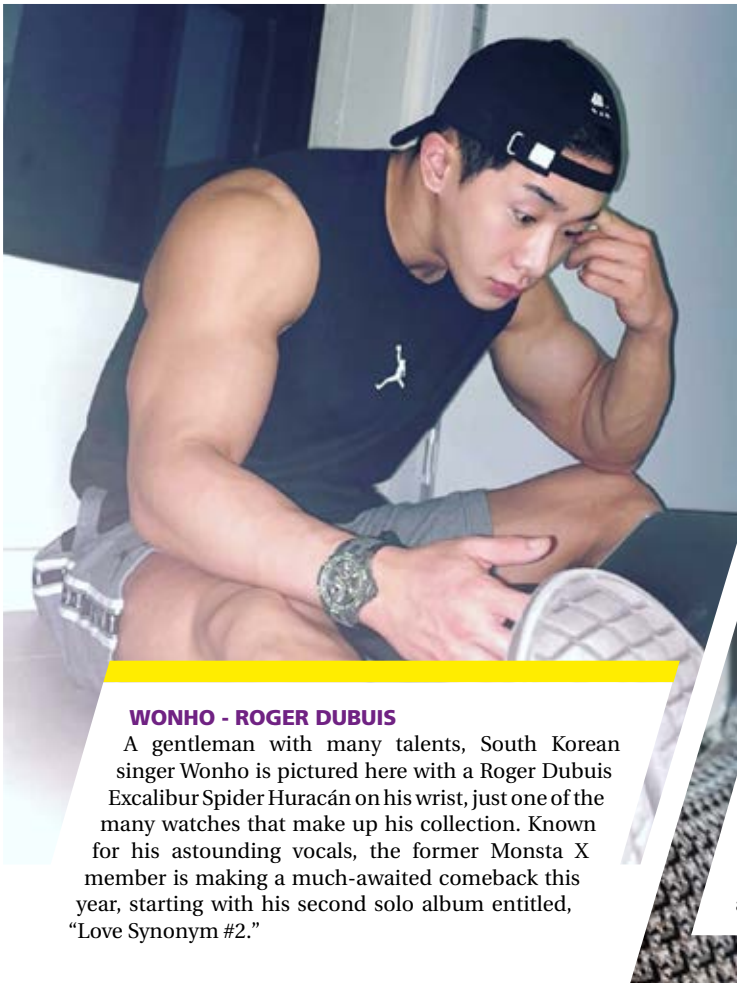 WONHO - ROGER DUBUIS
A gentleman with many talents, South Korean
singer Wonho is pictured here with a Roger Dubuis
Excalibur Spider Huracán on his wrist, just one of the
many watches that make up his collection. Known
for his astounding vocals, the former Monsta X
member is making a much-awaited comeback this
year, starting with his second solo album entitled,
“Love Synonym #2.”